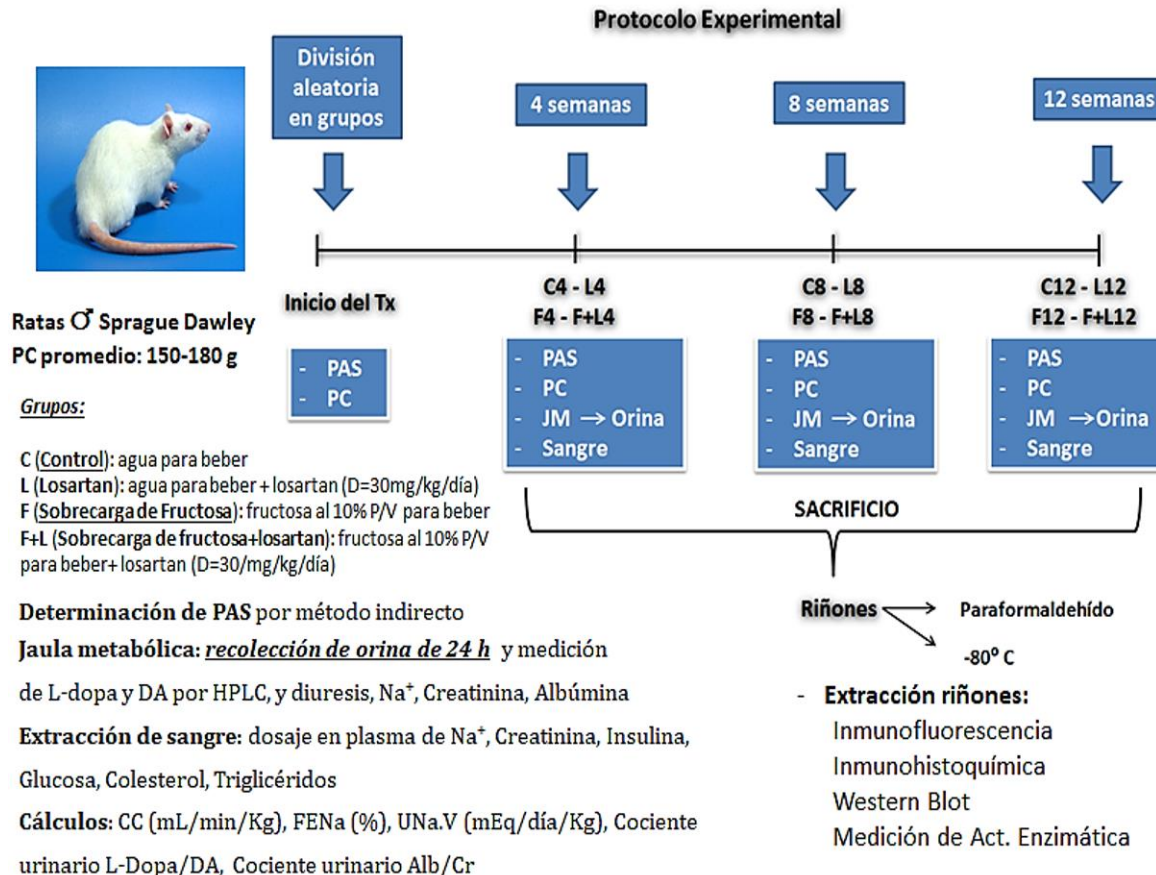 Protocolo Experimental
División
aleatoria
en grupos
4 semanas
8 semanas
12 semanas
Inicio del Tx
C4 - L4
F4 - F+L4
C8 - L8
F8 - F+L8
C12 - L12
F12 - F+L12
- PAS
- PC
- PAS
- PC
- JM → Orina
- Sangre
- PAS
- PC
- JM → Orina
- Sangre
- PAS
- PC
- JM → Orina
- Sangre
SACRIFICIO
Riñones
Paraformaldehído
-80º C
- Extracción riñones:
Inmunofluorescencia
Inmunohistoquímica
Western Blot
Medición de Act. Enzimática
Ratas ♂ Sprague Dawley
PC promedio: 150-180 g
Grupos:
C (Control): agua para beber
L (Losartan): agua para beber + losartan (D=30mg/kg/día)
F (Sobrecarga de Fructosa): fructosa al 10% P/V para beber
F+L (Sobrecarga de fructosa+losartan): fructosa al 10% P/V
para beber+ losartan (D=30/mg/kg/día)
Determinación de PAS por método indirecto
Jaula metabólica: recolección de orina de 24 h y medición
de L-dopa y DA por HPLC, y diuresis, Na⁺, Creatinina, Albúmina
Extracción de sangre: dosaje en plasma de Na⁺, Creatinina, Insulina,
Glucosa, Colesterol, Triglicéridos
Cálculos: CC (mL/min/Kg), FENa (%), UNa.V (mEq/día/Kg), Cociente
urinario L-Dopa/DA, Cociente urinario Alb/Cr